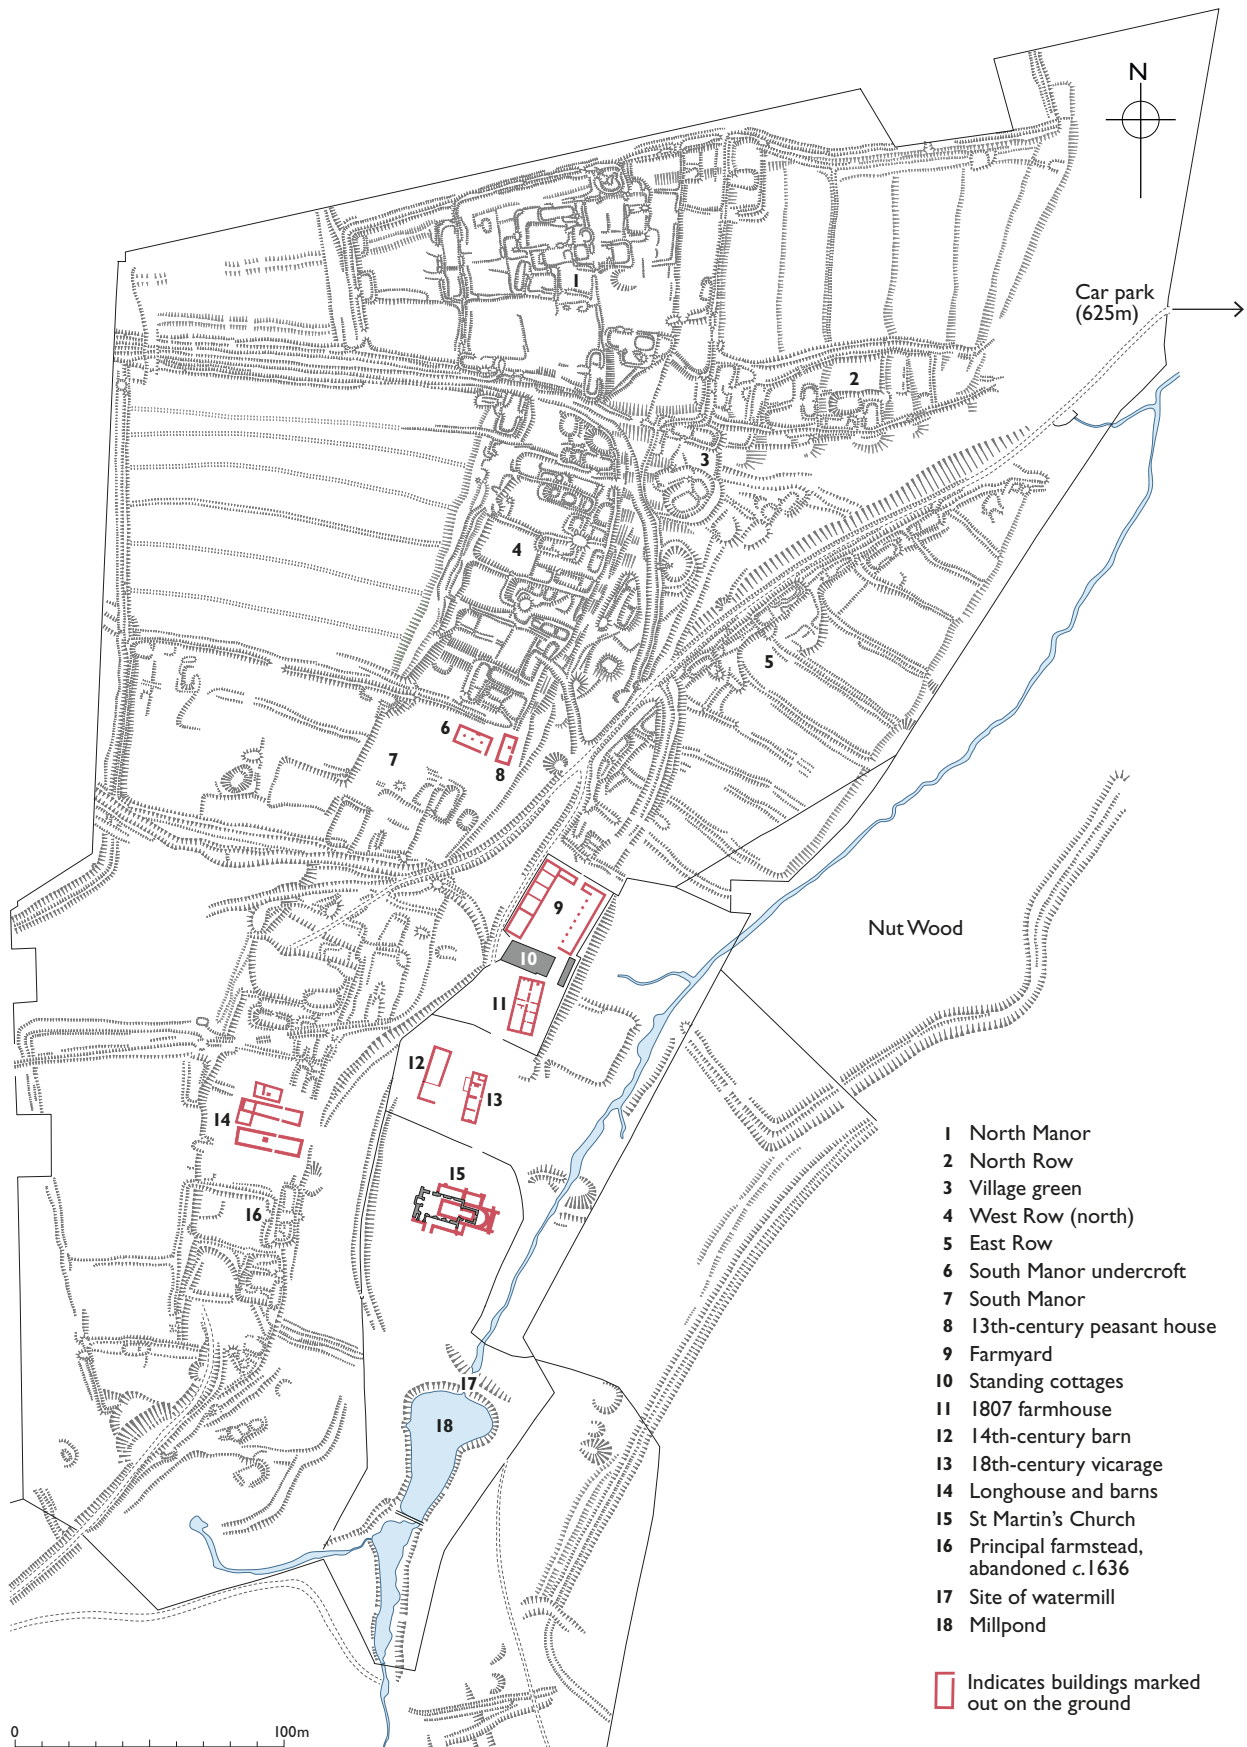 N
Car park
(625m)
1
2
3
4
5
6
7
8
9
10
11
12
13
14
15
16
17
18
Nut Wood
1 North Manor
2 North Row
3 Village green
4 West Row (north)
5 East Row
6 South Manor undercroft
7 South Manor
8 13th-century peasant house
9 Farmyard
10 Standing cottages
11 1807 farmhouse
12 14th-century barn
13 18th-century vicarage
14 Longhouse and barns
15 St Martin's Church
16 Principal farmstead,
abandoned c.1636
17 Site of watermill
18 Millpond
Indicates buildings marked
out on the ground
0 100m